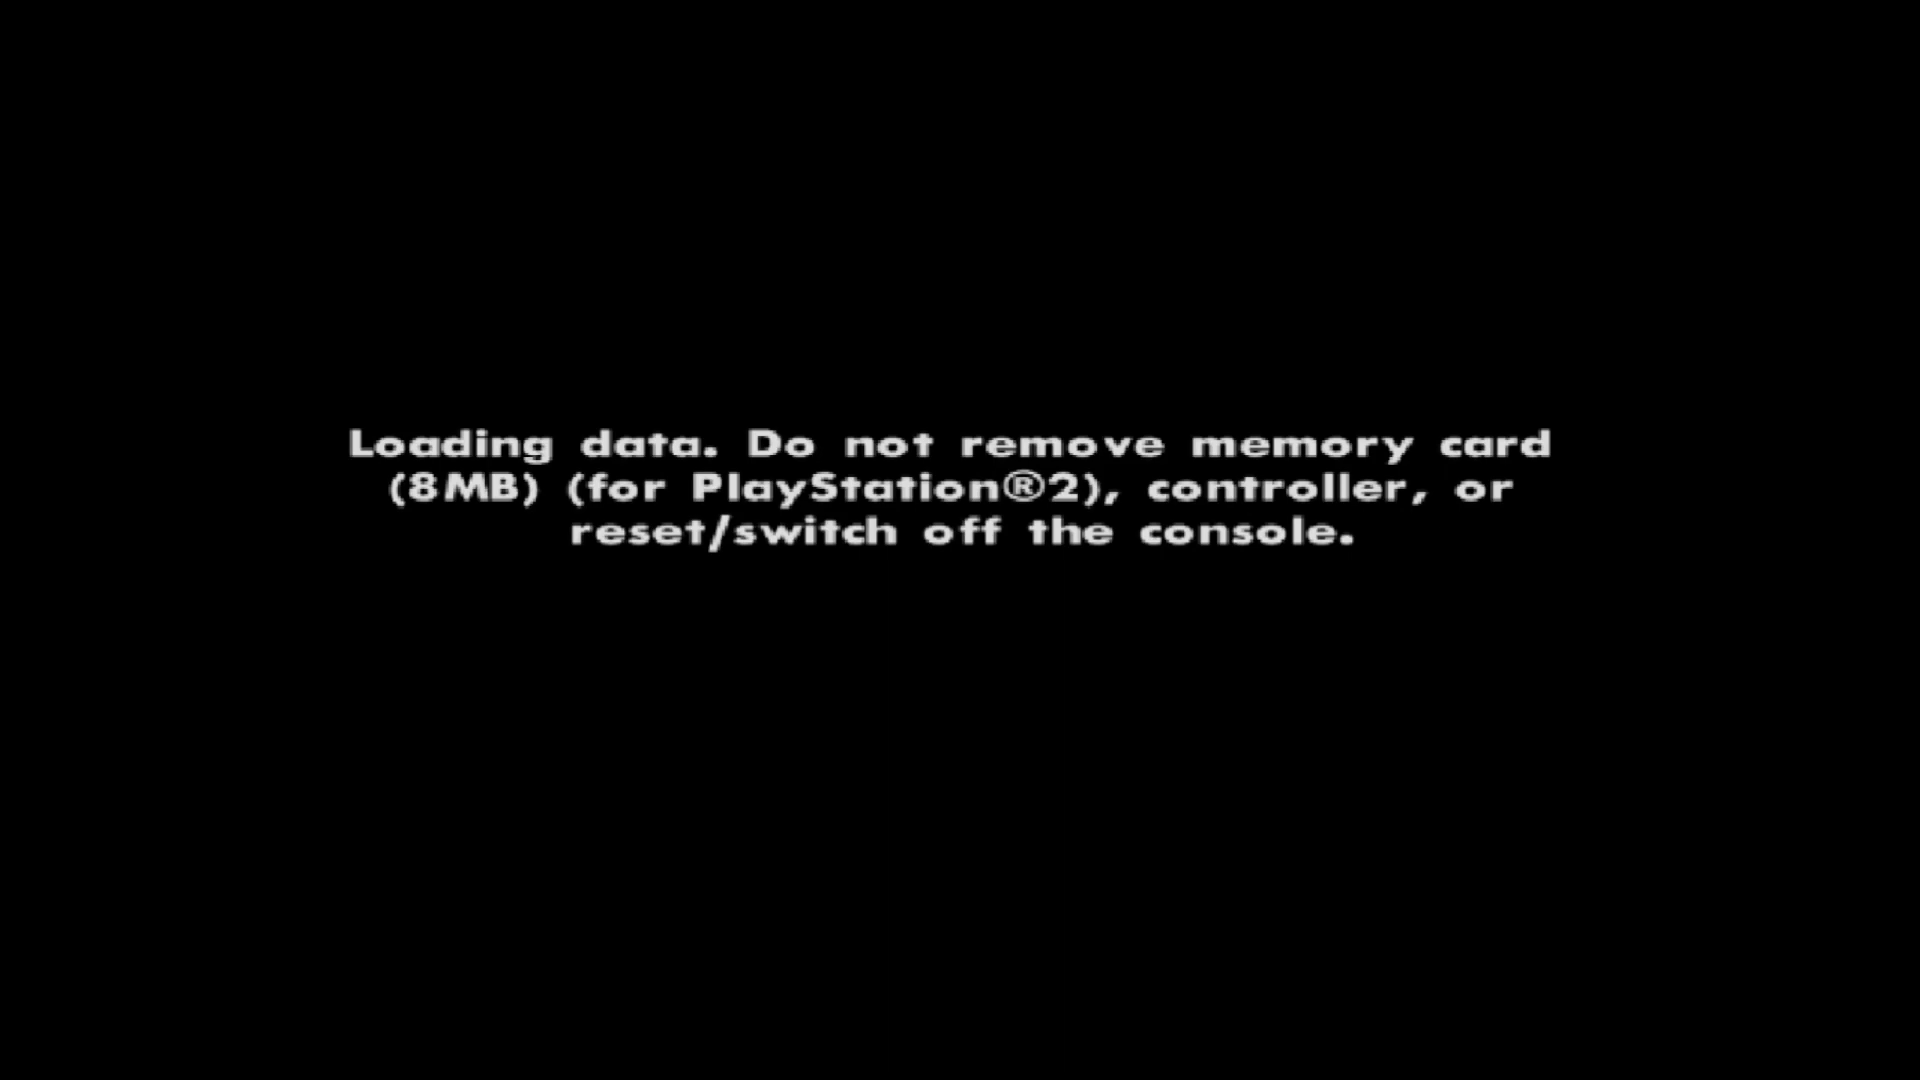 Loading data. Do not remove memory card
(8MB) (for PlayStation®2), controller, or
reset/switch off the console.